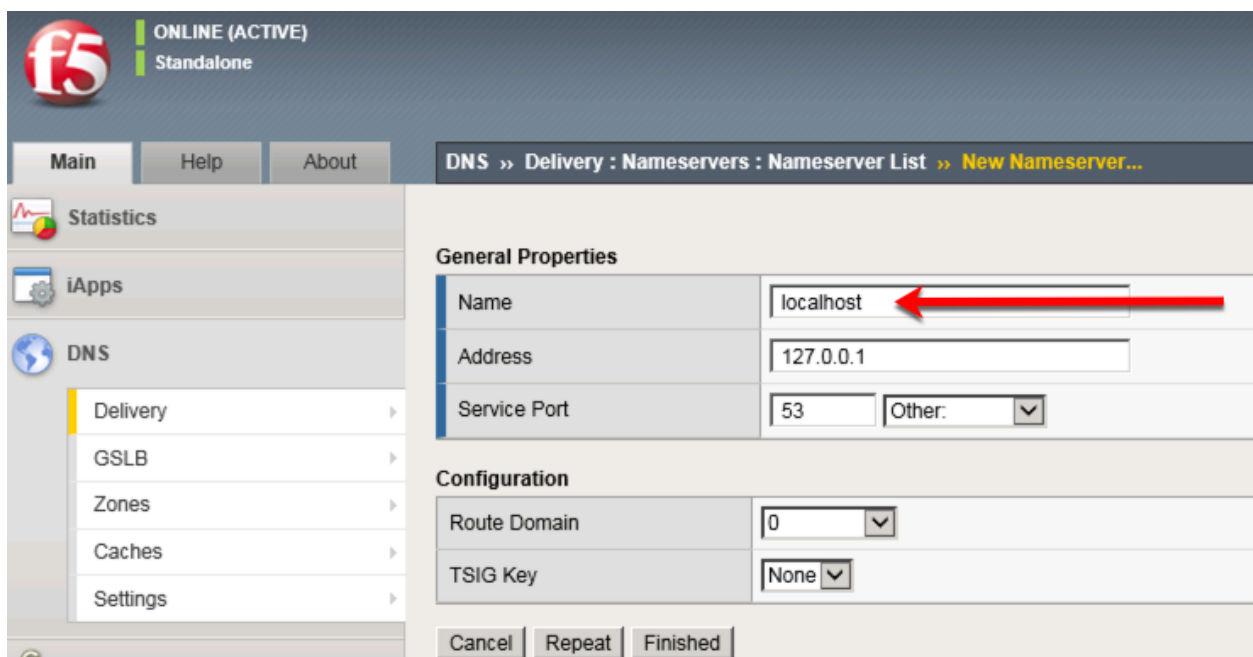 f5
ONLINE (ACTIVE)
Standalone
Main Help About
DNS ›› Delivery : Nameservers : Nameserver List ›› New Nameserver...
Statistics
iApps
DNS
Delivery
GSLB
Zones
Caches
Settings
General Properties
Name localhost
Address 127.0.0.1
Service Port 53 Other:
Configuration
Route Domain 0
TSIG Key None
Cancel Repeat Finished